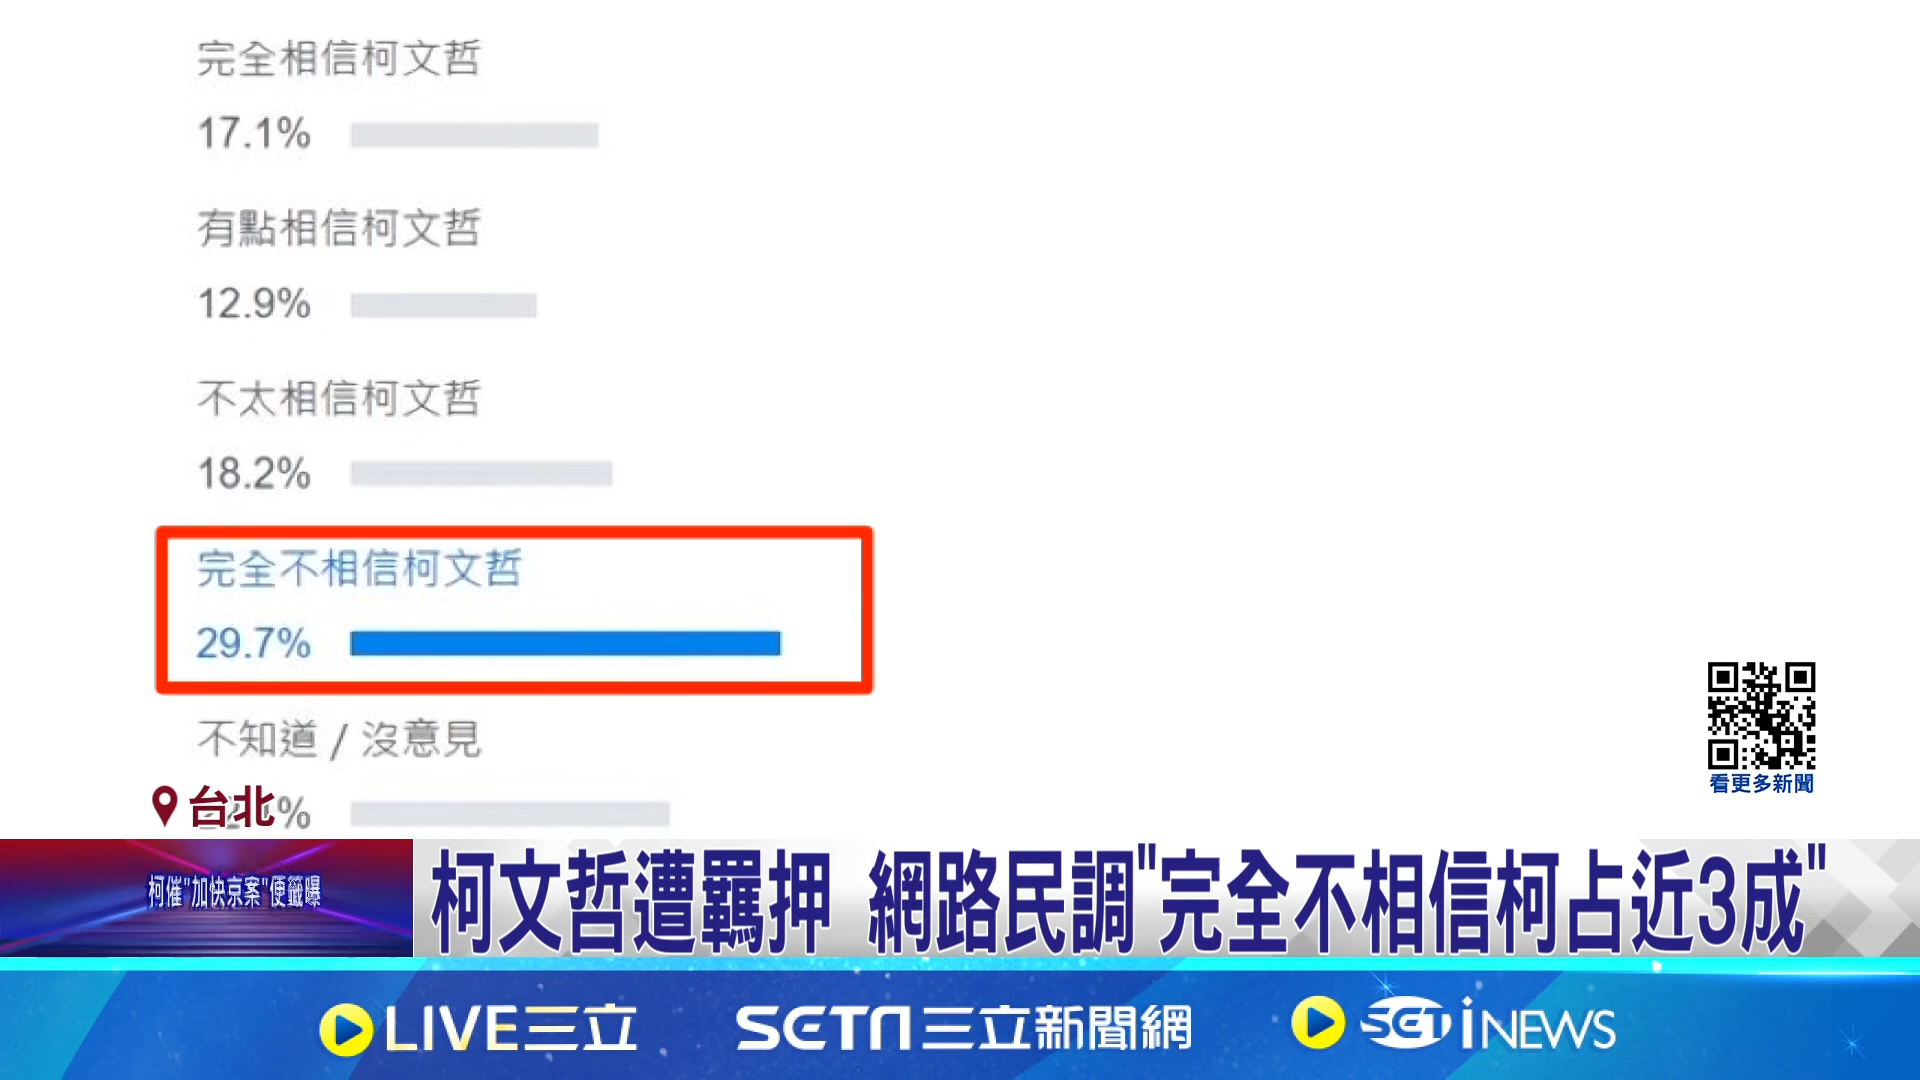 完全相信柯文哲
17.1%
有點相信柯文哲
12.9%
不太相信柯文哲
18.2%
完全不相信柯文哲
29.7%
不知道 / 沒意見
%
台北
看更多新聞
柯催"加快京案"便籤曝
柯文哲遭羈押 網路民調"完全不相信柯占近3成"
LIVE三立
SETN三立新聞網
SET iNEWS